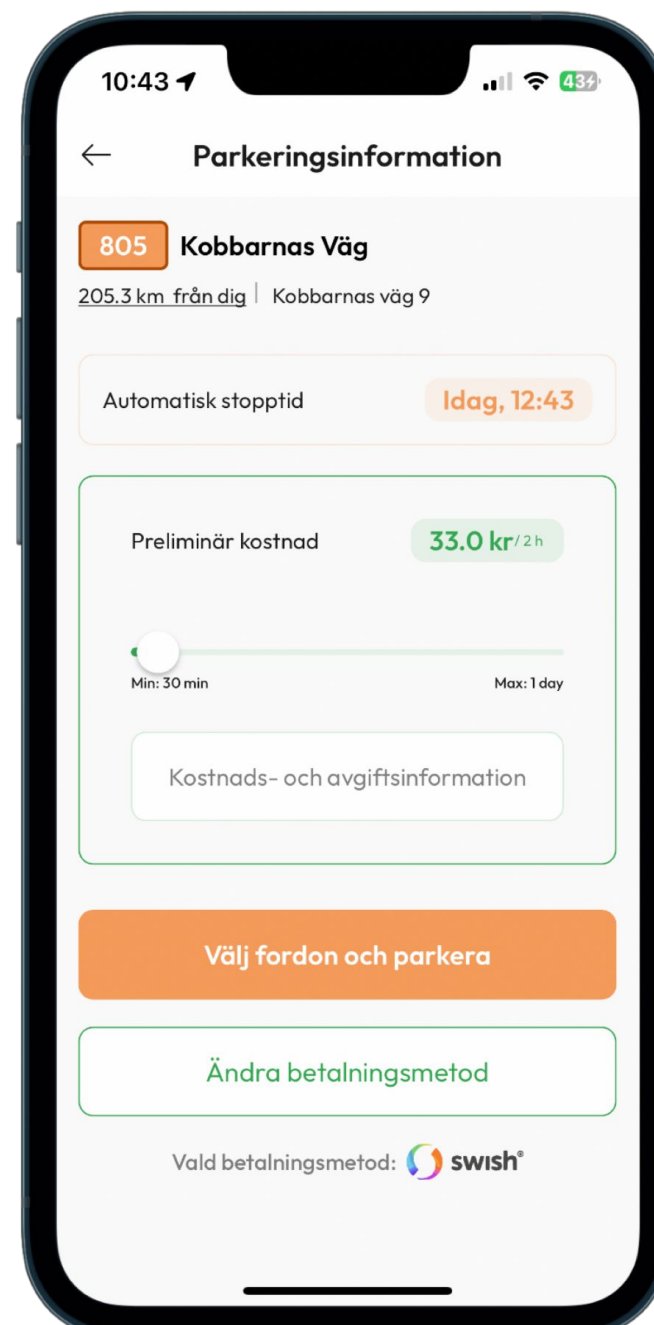 10:43
43
Parkeringsinformation
805 Kobbarnas Väg
205.3 km från dig | Kobbarnas väg 9
Automatisk stopptid Idag, 12:43
Preliminär kostnad 33.0 kr/ 2 h
Min: 30 min Max: 1 day
Kostnads- och avgiftsinformation
Välj fordon och parkera
Ändra betalningsmetod
Vald betalningsmetod: swish®